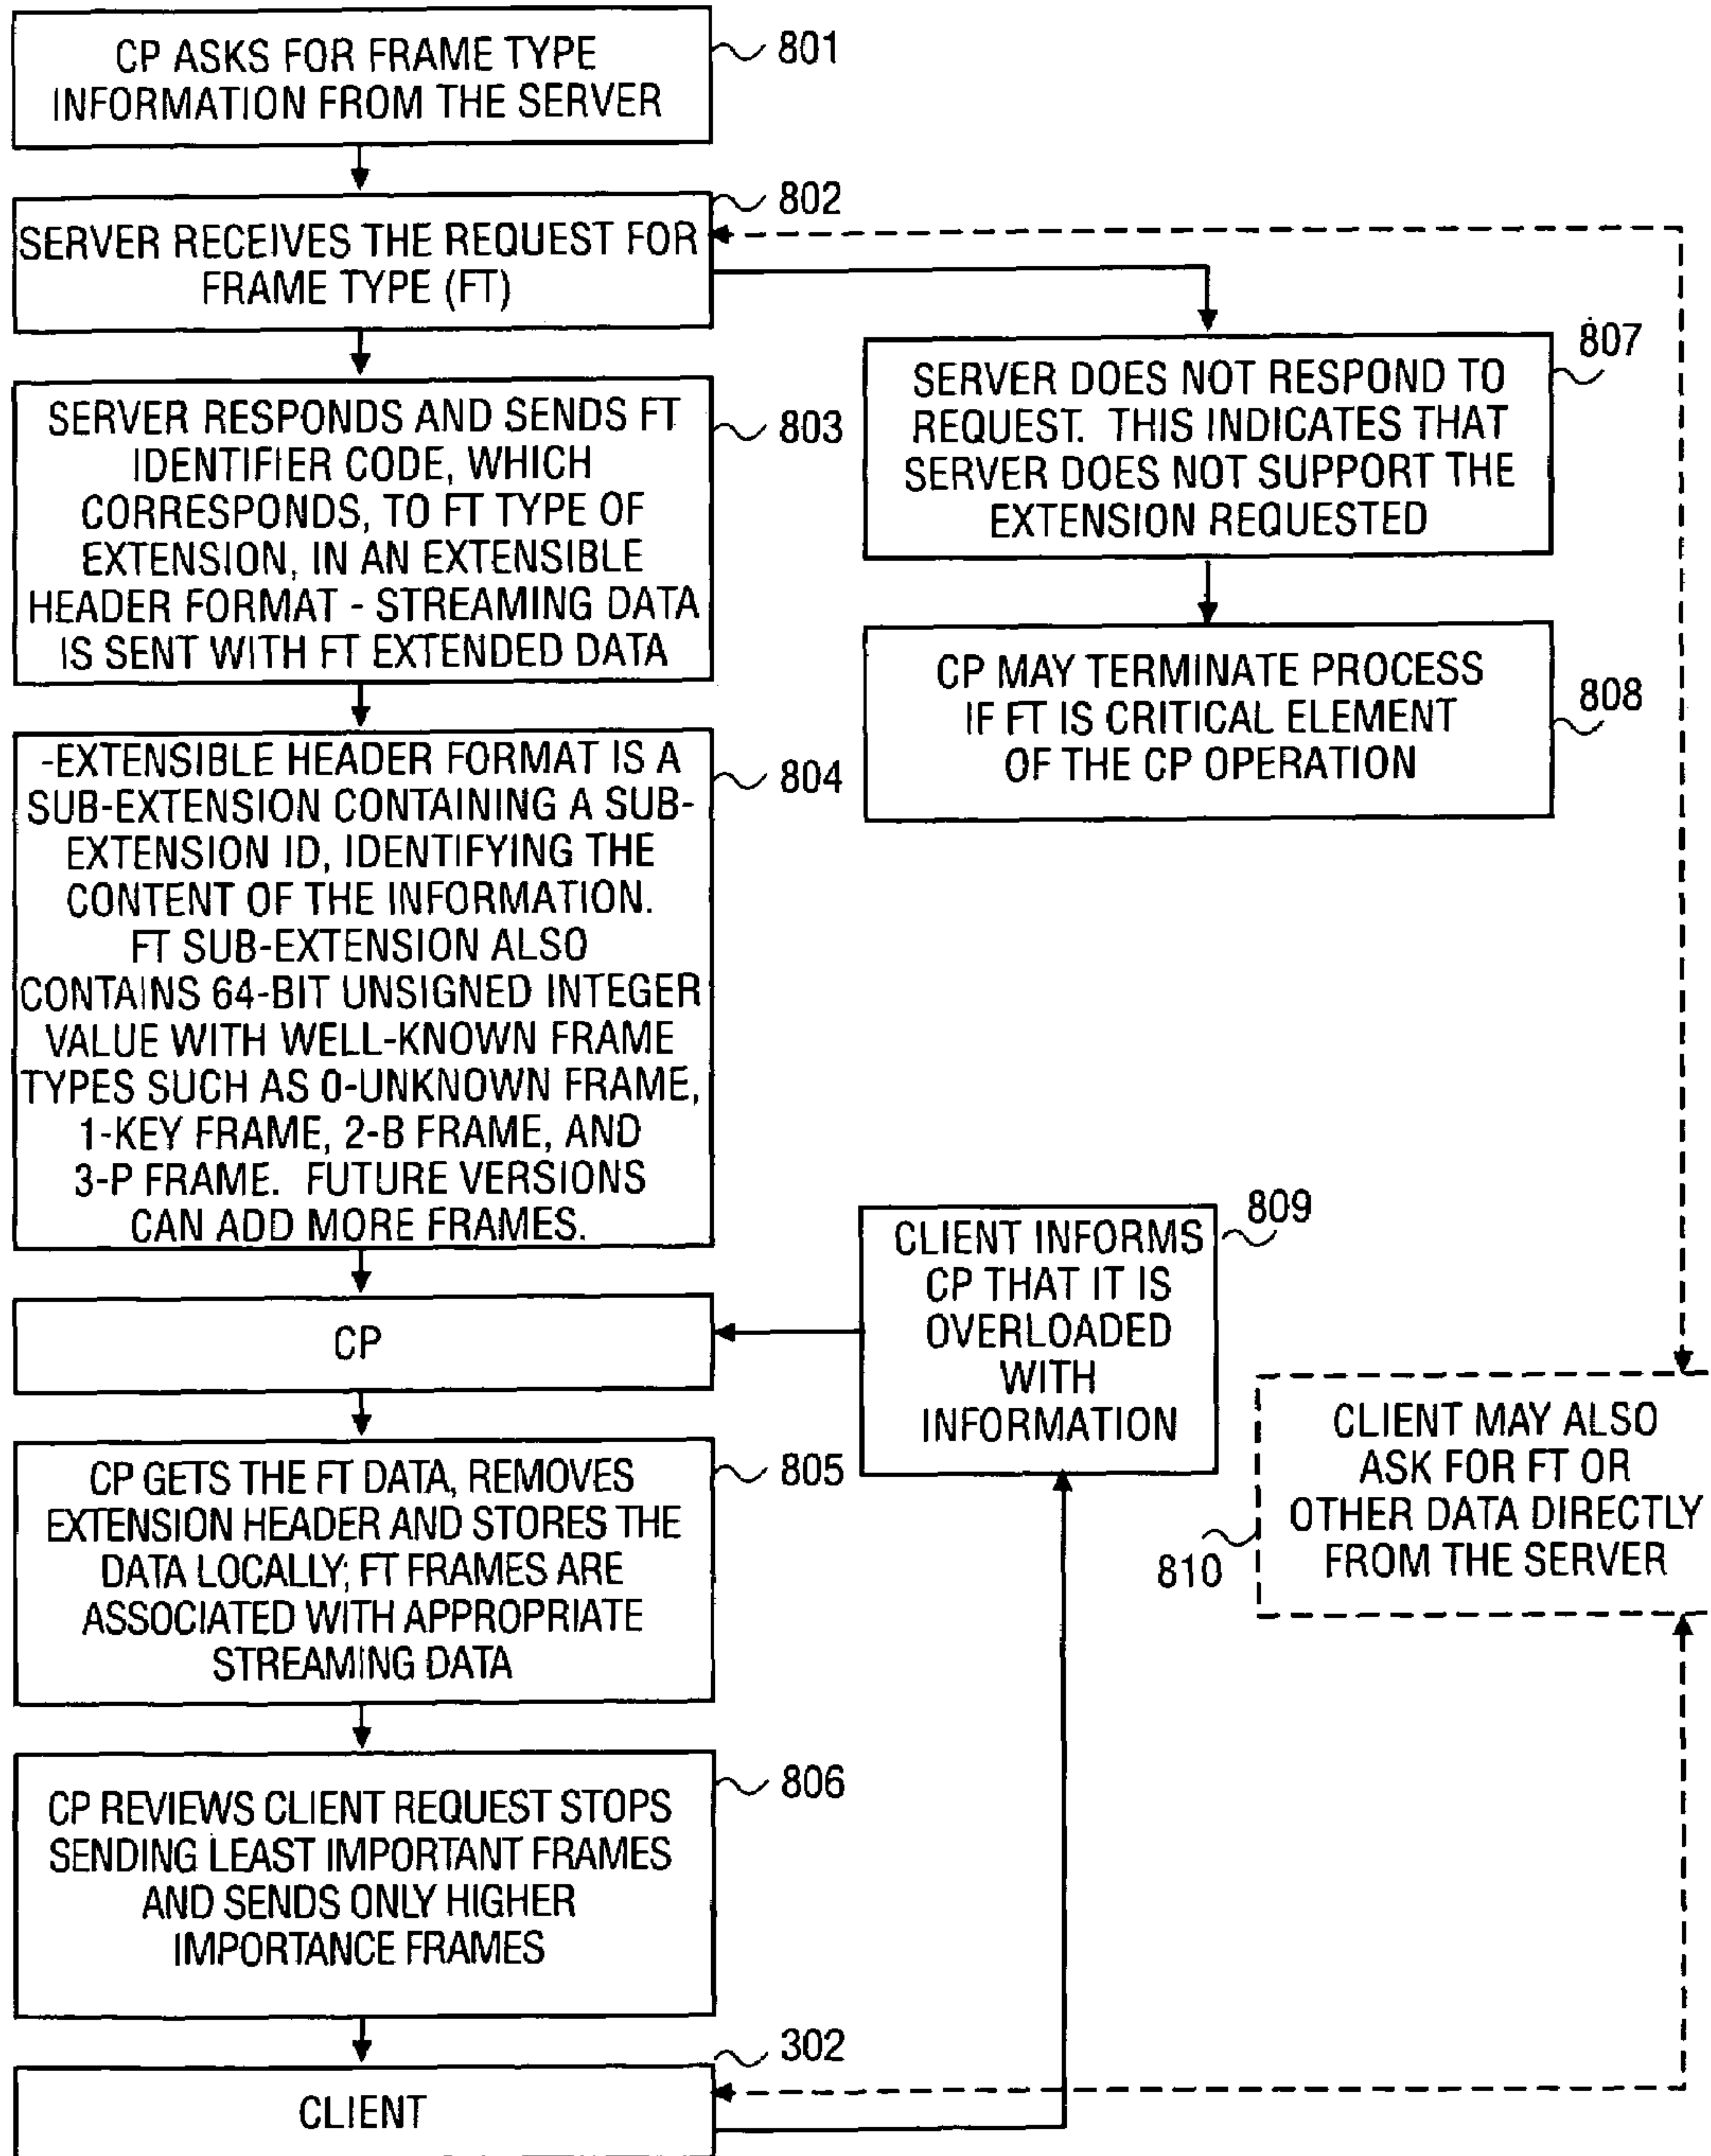 CP ASKS FOR FRAME TYPE
INFORMATION FROM THE SERVER
801
SERVER RECEIVES THE REQUEST FOR
FRAME TYPE (FT)
802
SERVER RESPONDS AND SENDS FT
IDENTIFIER CODE, WHICH
CORRESPONDS, TO FT TYPE OF
EXTENSION, IN AN EXTENSIBLE
HEADER FORMAT - STREAMING DATA
IS SENT WITH FT EXTENDED DATA
803
SERVER DOES NOT RESPOND TO
REQUEST. THIS INDICATES THAT
SERVER DOES NOT SUPPORT THE
EXTENSION REQUESTED
807
CP MAY TERMINATE PROCESS
IF FT IS CRITICAL ELEMENT
OF THE CP OPERATION
808
-EXTENSIBLE HEADER FORMAT IS A
SUB-EXTENSION CONTAINING A SUB-
EXTENSION ID, IDENTIFYING THE
CONTENT OF THE INFORMATION.
FT SUB-EXTENSION ALSO
CONTAINS 64-BIT UNSIGNED INTEGER
VALUE WITH WELL-KNOWN FRAME
TYPES SUCH AS 0-UNKNOWN FRAME,
1-KEY FRAME, 2-B FRAME, AND
3-P FRAME. FUTURE VERSIONS
CAN ADD MORE FRAMES.
804
CP
CLIENT INFORMS
CP THAT IT IS
OVERLOADED
WITH
INFORMATION
809
CLIENT MAY ALSO
ASK FOR FT OR
OTHER DATA DIRECTLY
FROM THE SERVER
810
CP GETS THE FT DATA, REMOVES
EXTENSION HEADER AND STORES THE
DATA LOCALLY; FT FRAMES ARE
ASSOCIATED WITH APPROPRIATE
STREAMING DATA
805
CP REVIEWS CLIENT REQUEST STOPS
SENDING LEAST IMPORTANT FRAMES
AND SENDS ONLY HIGHER
IMPORTANCE FRAMES
806
CLIENT
302